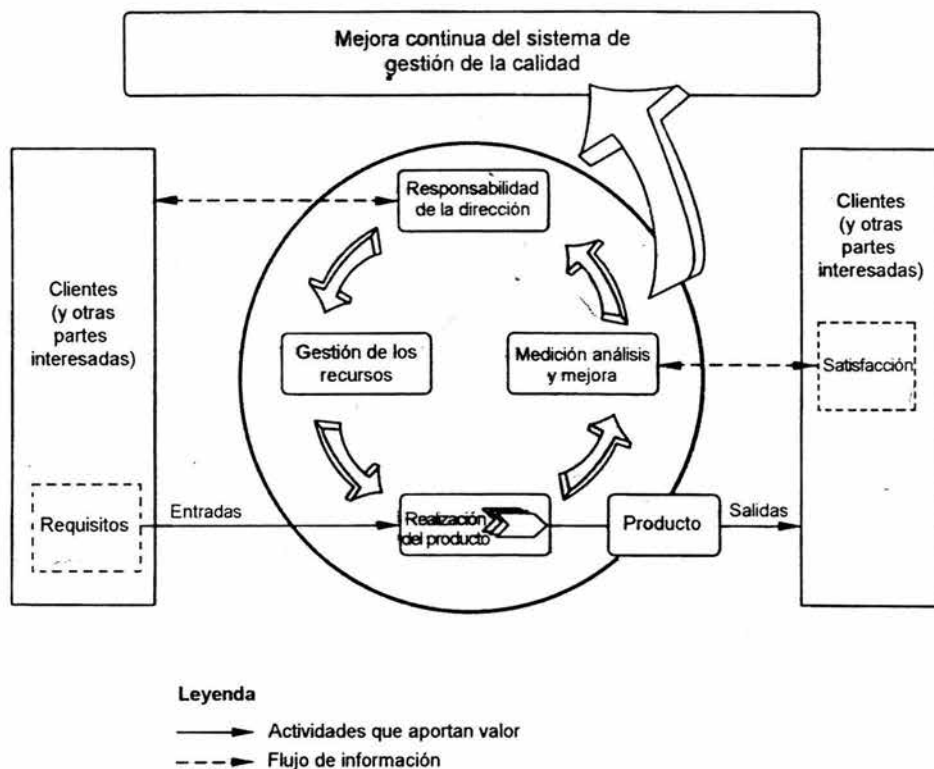 Mejora continua del sistema de
gestión de la calidad
Responsabilidad
de la dirección
Clientes
(y otras
partes
interesadas)
Clientes
(y otras
partes
interesadas)
Gestión de los
recursos
Medición análisis
y mejora
Satisfacción
Requisitos
Entradas
Realización
del producto
Producto
Salidas
Leyenda
Actividades que aportan valor
Flujo de información